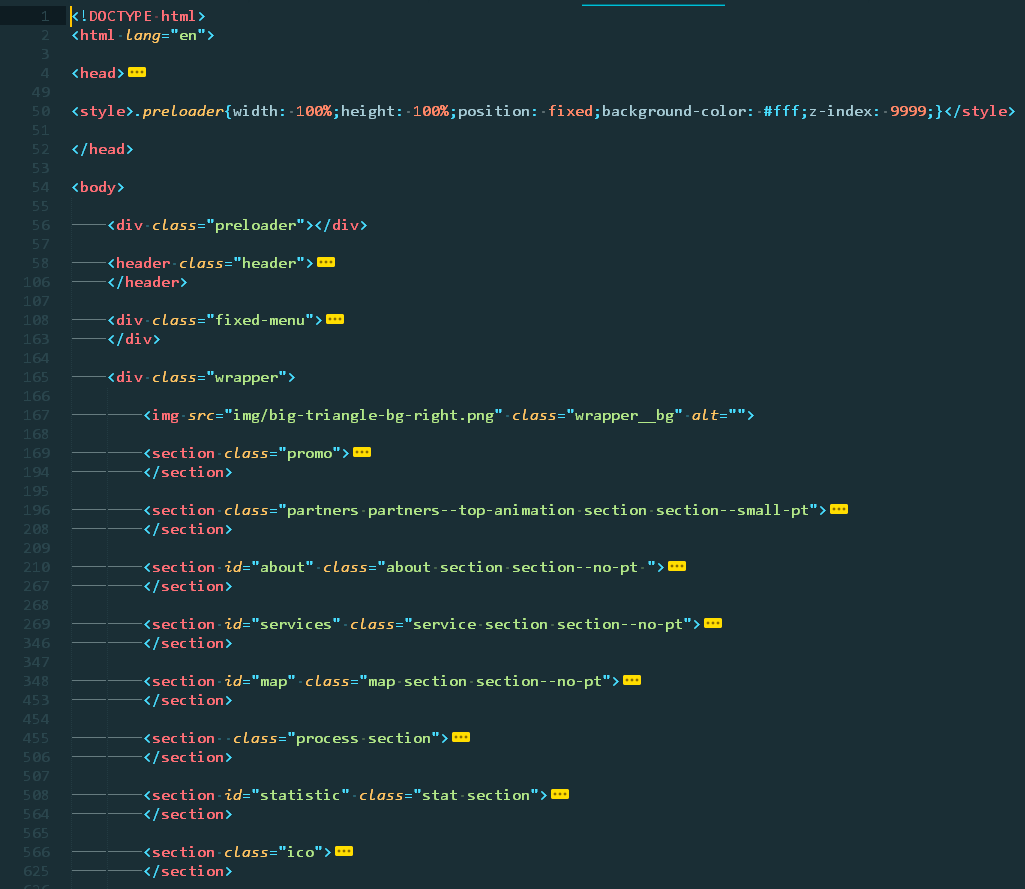 1 <!DOCTYPE html>
2 <html lang="en">
3
4 <head>
49
50 <style>.preloader{width: 100%;height: 100%;position: fixed;background-color: #fff;z-index: 9999;}</style>
51
52 </head>
53
54 <body>
55
56 <div class="preloader"></div>
57
58 <header class="header">
106 </header>
107
108 <div class="fixed-menu">
163 </div>
164
165 <div class="wrapper">
166
167 <img src="img/big-triangle-bg-right.png" class="wrapper__bg" alt="">
168
169 <section class="promo">
194 </section>
195
196 <section class="partners partners--top-animation section section--small-pt">
208 </section>
209
210 <section id="about" class="about section section--no-pt ">
267 </section>
268
269 <section id="services" class="service section section--no-pt">
346 </section>
347
348 <section id="map" class="map section section--no-pt">
453 </section>
454
455 <section  class="process section">
506 </section>
507
508 <section id="statistic" class="stat section">
564 </section>
565
566 <section class="ico">
625 </section>